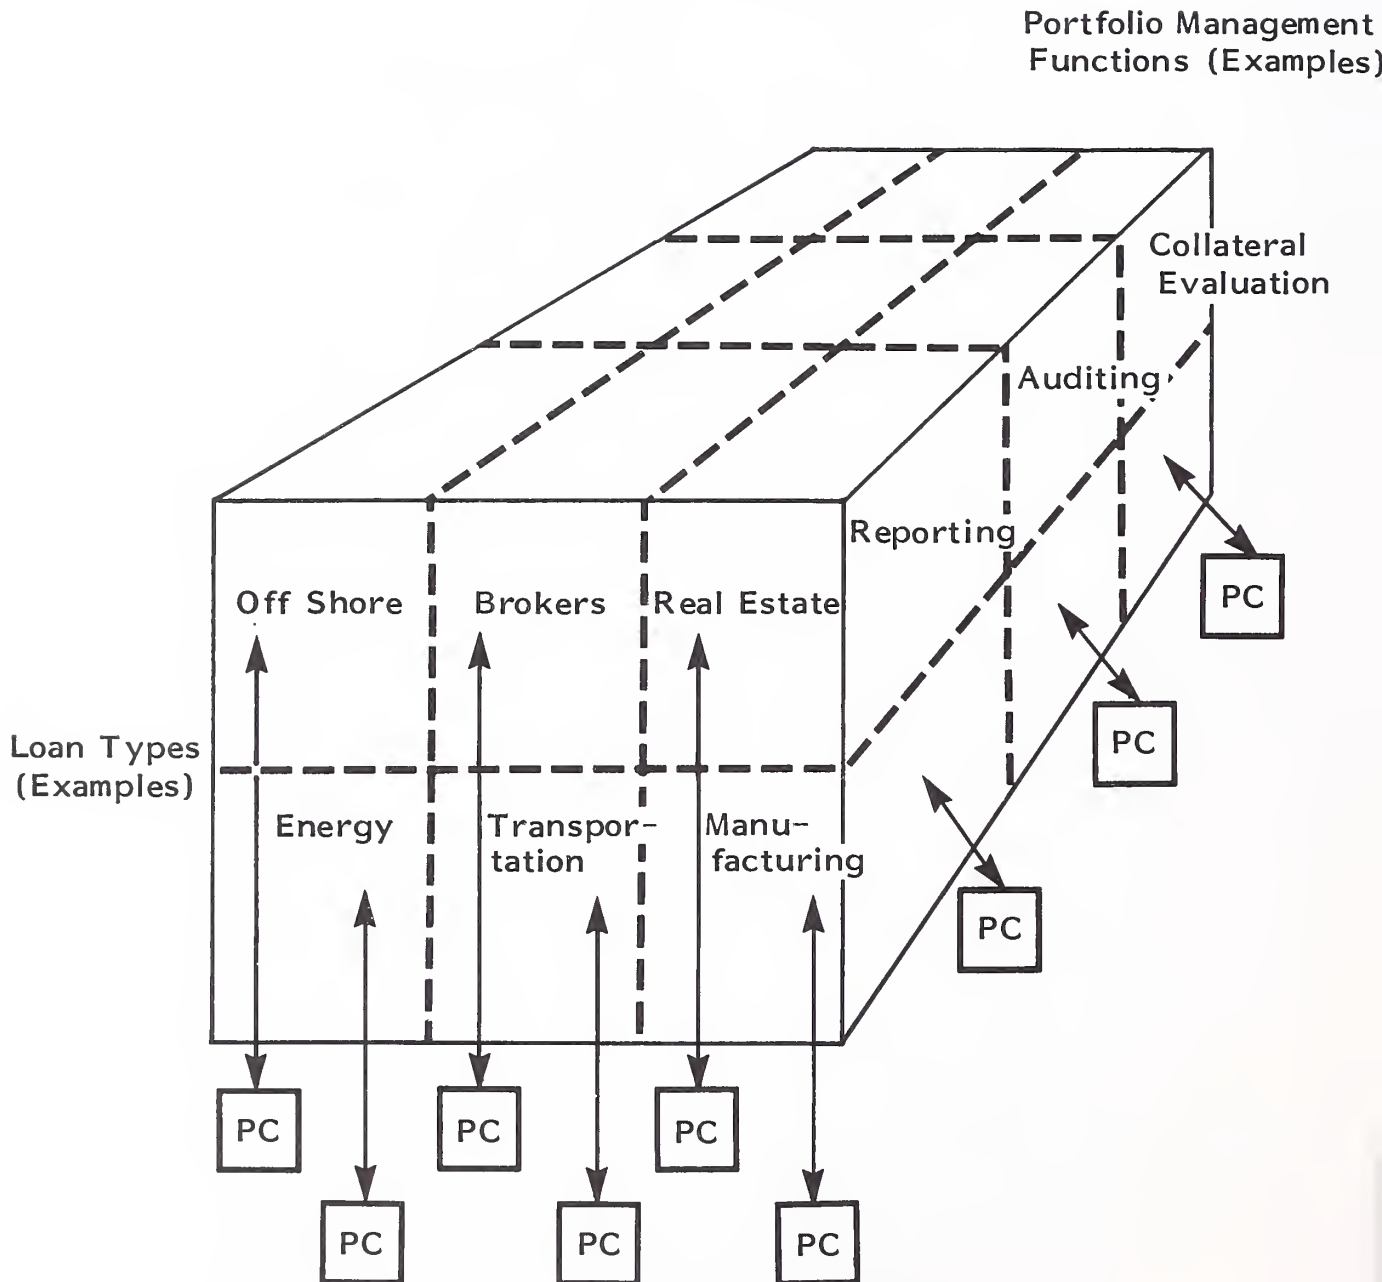 Portfolio Management
Functions (Examples)
Collateral
Evaluation
Auditing
Reporting
Off Shore
Brokers
Real Estate
PC
PC
Loan Types
(Examples)
Energy
Transpor-
tation
Manu-
facturing
PC
PC
PC
PC
PC
PC
PC